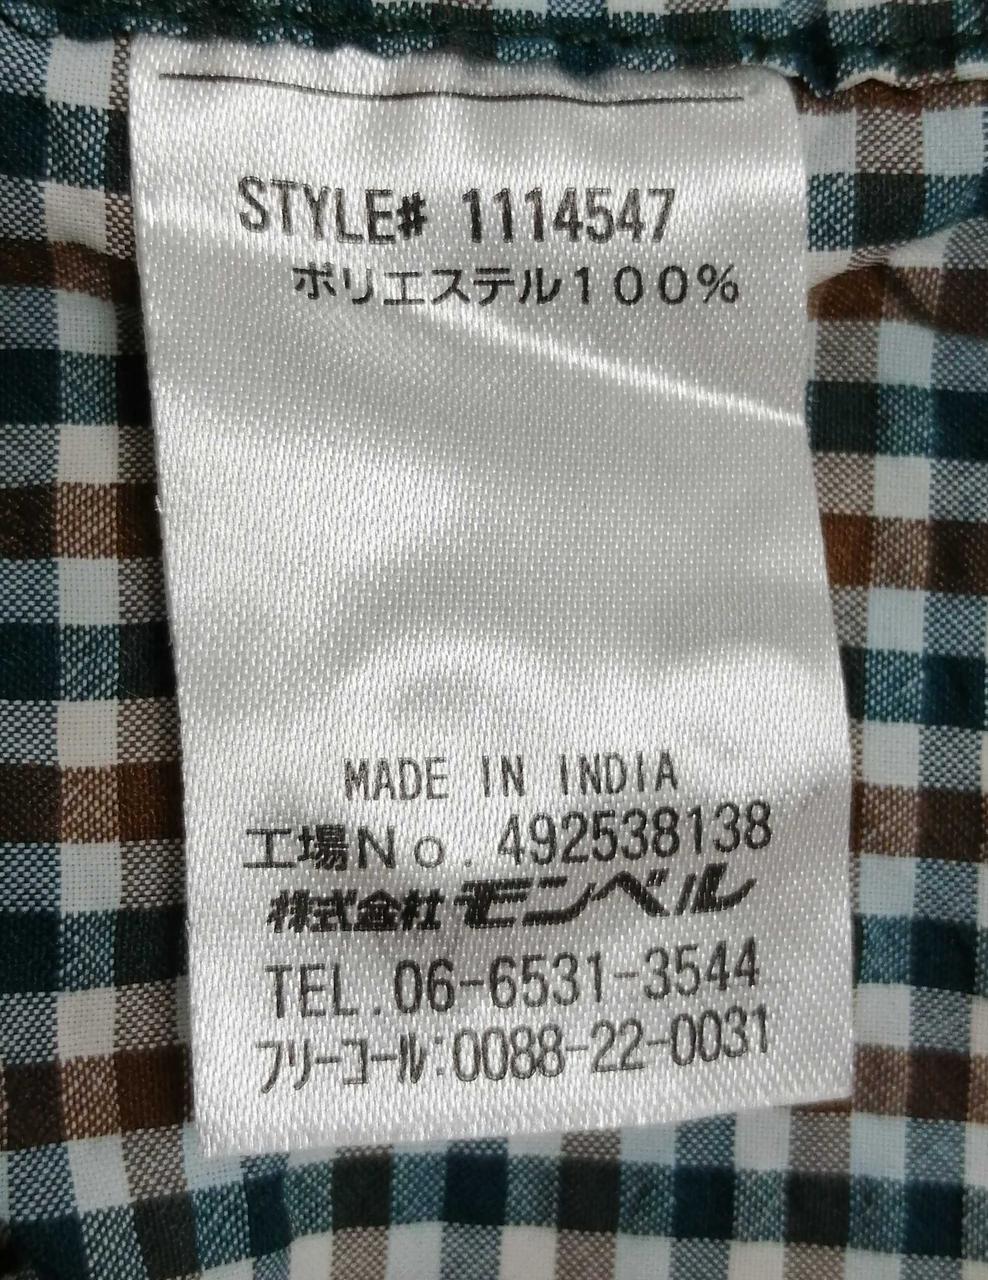 STYLE# 1114547
ポリエステル１００％
MADE IN INDIA
工場Ｎｏ．492538138
株式会社モンベル
TEL.06-6531-3544
ﾌﾘｰｺｰﾙ:0088-22-0031